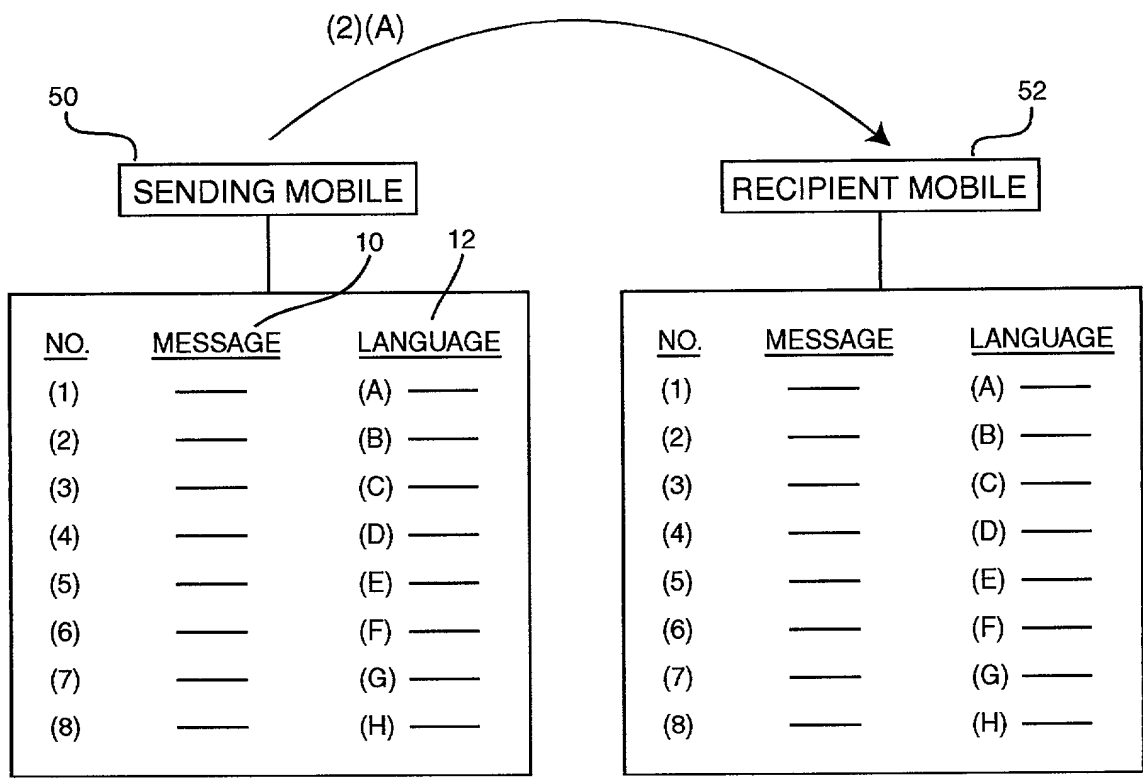 (2)(A)
50
52
SENDING MOBILE
RECIPIENT MOBILE
10
12
NO. MESSAGE LANGUAGE
(1) (A)
(2) (B)
(3) (C)
(4) (D)
(5) (E)
(6) (F)
(7) (G)
(8) (H)
NO. MESSAGE LANGUAGE
(1) (A)
(2) (B)
(3) (C)
(4) (D)
(5) (E)
(6) (F)
(7) (G)
(8) (H)